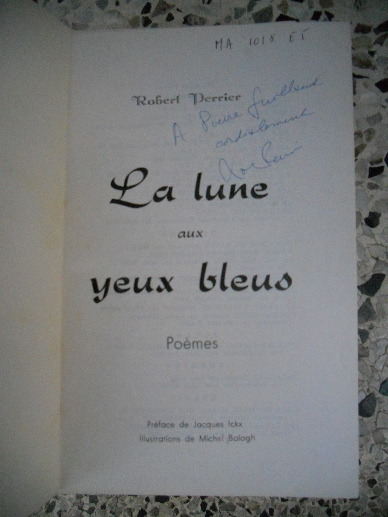 MA 1018 ET
Robert Perrier
A Pierre
cordialement
La lune
aux
yeux bleus
Poèmes
Préface de Jacques Ickx
Illustrations de Michel Balogh